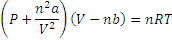 (P + n²a/V²)(V − nb) = nRT